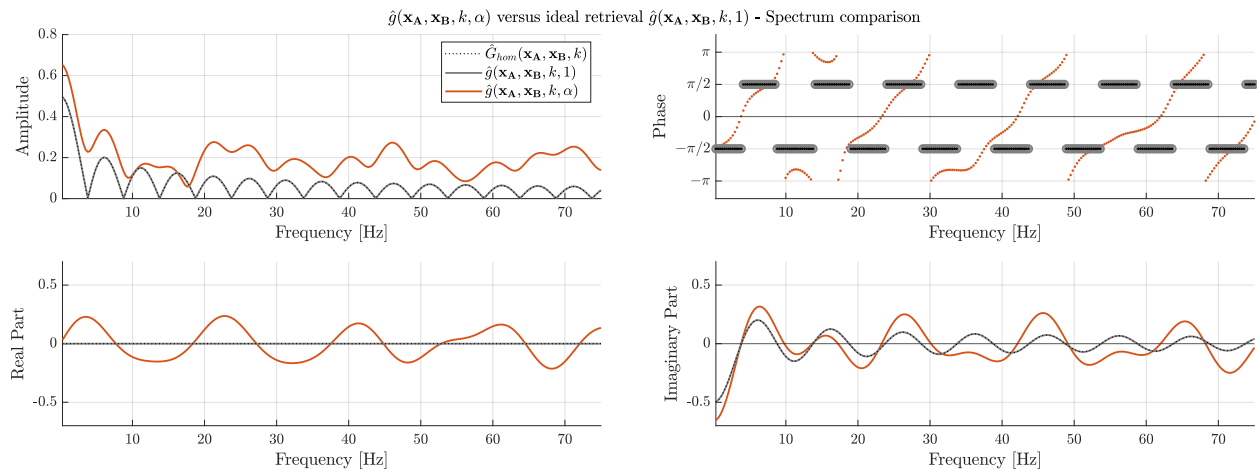 ĝ(x_A, x_B, k, α) versus ideal retrieval ĝ(x_A, x_B, k, 1) - Spectrum comparison
Amplitude
0.8
0.6
0.4
0.2
0
Ĝ_hom(x_A, x_B, k)
ĝ(x_A, x_B, k, 1)
ĝ(x_A, x_B, k, α)
10 20 30 40 50 60 70
Frequency [Hz]
Phase
π
π/2
0
−π/2
−π
10 20 30 40 50 60 70
Frequency [Hz]
Real Part
0.5
0
-0.5
10 20 30 40 50 60 70
Frequency [Hz]
Imaginary Part
0.5
0
-0.5
10 20 30 40 50 60 70
Frequency [Hz]